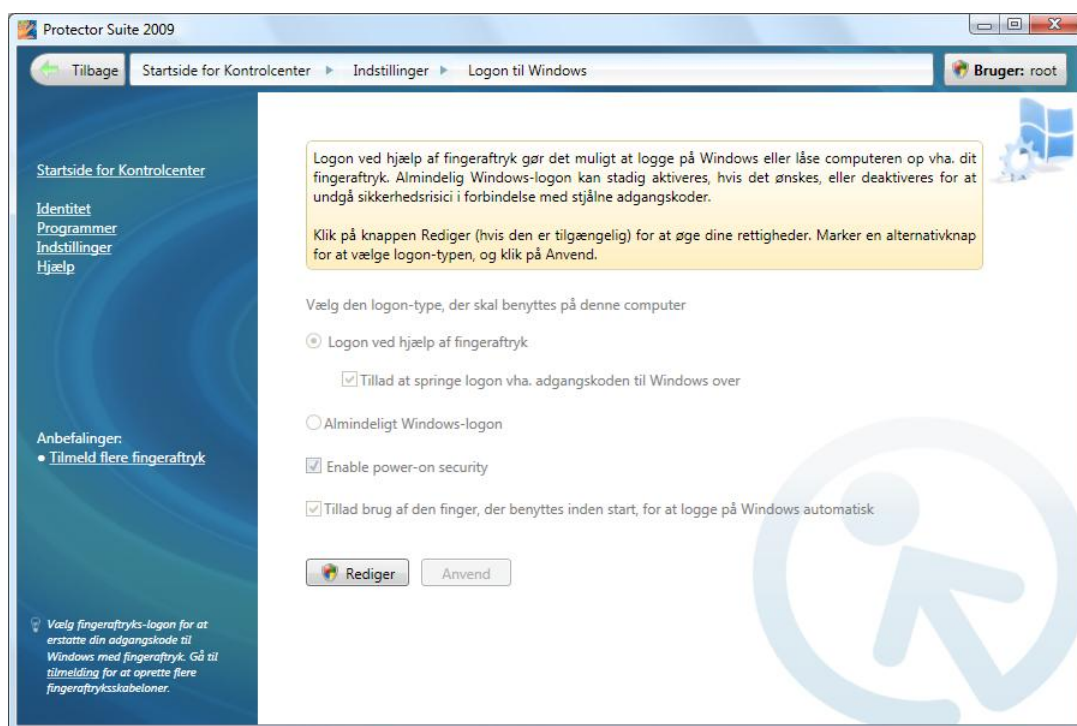 Protector Suite 2009
Tilbage
Startside for Kontrolcenter
Indstillinger
Logon til Windows
Bruger: root
Startside for Kontrolcenter
Identitet
Programmer
Indstillinger
Hjælp
Anbefalinger:
• Tilmeld flere fingeraftryk
Vælg fingeraftryks-logon for at
erstatte din adgangskode til
Windows med fingeraftryk. Gå til
tilmelding for at oprette flere
fingeraftryksskabeloner.
Logon ved hjælp af fingeraftryk gør det muligt at logge på Windows eller låse computeren op vha. dit
fingeraftryk. Almindelig Windows-logon kan stadig aktiveres, hvis det ønskes, eller deaktiveres for at
undgå sikkerhedsrisici i forbindelse med stjålne adgangskoder.
Klik på knappen Rediger (hvis den er tilgængelig) for at øge dine rettigheder. Marker en alternativknap
for at vælge logon-typen, og klik på Anvend.
Vælg den logon-type, der skal benyttes på denne computer
Logon ved hjælp af fingeraftryk
Tillad at springe logon vha. adgangskoden til Windows over
Almindeligt Windows-logon
Enable power-on security
Tillad brug af den finger, der benyttes inden start, for at logge på Windows automatisk
Rediger
Anvend